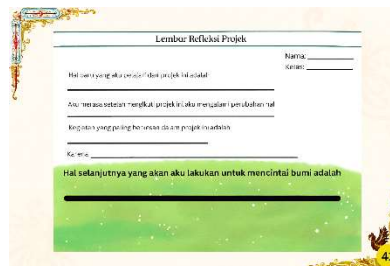 Lembar Refleksi Projek
Nama:
Kelas:
Hal baru yang aku pelajari dari projek ini adalah
Aku merasa setelah mengikuti projek ini aku mengalami perubahan hal
Kegiatan yang paling berkesan dalam projek ini adalah
Karena
Hal selanjutnya yang akan aku lakukan untuk mencintai bumi adalah